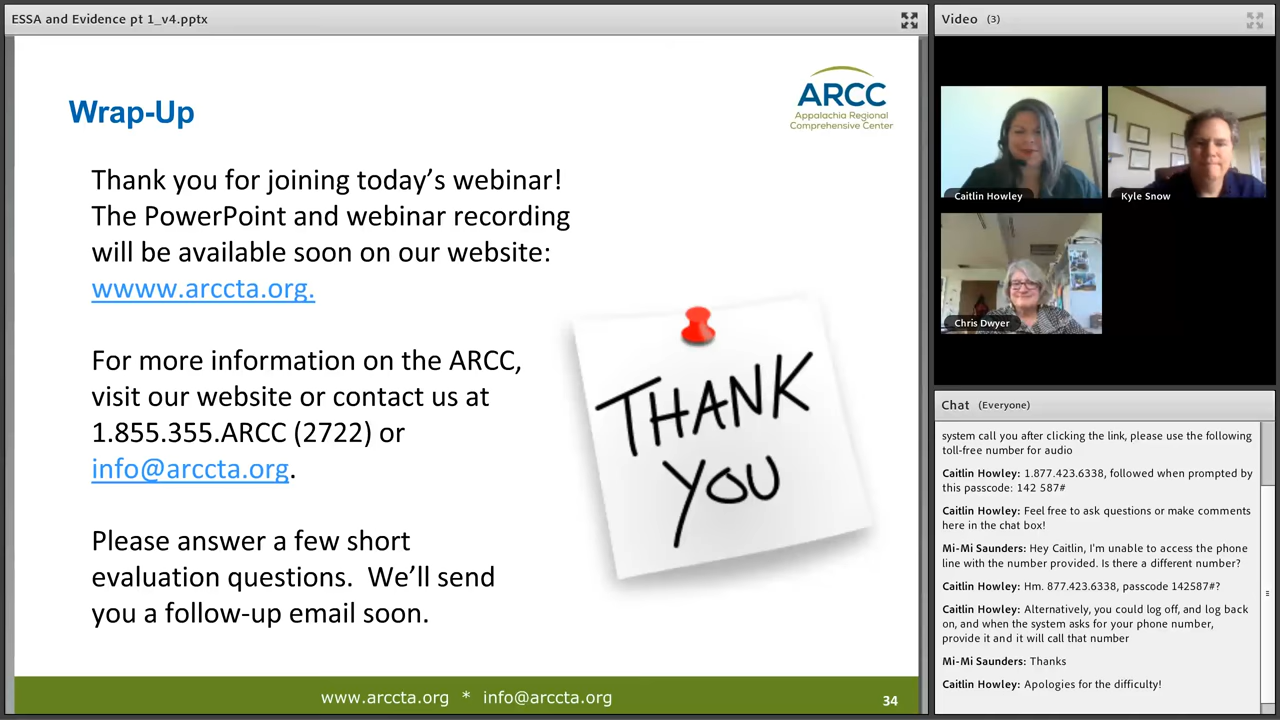 ESSA and Evidence pt 1_v4.pptx
Wrap-Up
ARCC
Appalachia Regional
Comprehensive Center
Thank you for joining today’s webinar!
The PowerPoint and webinar recording
will be available soon on our website:
wwww.arccta.org.
For more information on the ARCC,
visit our website or contact us at
1.855.355.ARCC (2722) or
info@arccta.org.
Please answer a few short
evaluation questions.  We’ll send
you a follow-up email soon.
THANK
YOU
www.arccta.org * info@arccta.org
34
Video (3)
Caitlin Howley
Kyle Snow
Chris Dwyer
Chat (Everyone)
system call you after clicking the link, please use the following
toll-free number for audio
Caitlin Howley: 1.877.423.6338, followed when prompted by
this passcode: 142 587#
Caitlin Howley: Feel free to ask questions or make comments
here in the chat box!
Mi-Mi Saunders: Hey Caitlin, I'm unable to access the phone
line with the number provided. Is there a different number?
Caitlin Howley: Hm. 877.423.6338, passcode 142587#?
Caitlin Howley: Alternatively, you could log off, and log back
on, and when the system asks for your phone number,
provide it and it will call that number
Mi-Mi Saunders: Thanks
Caitlin Howley: Apologies for the difficulty!